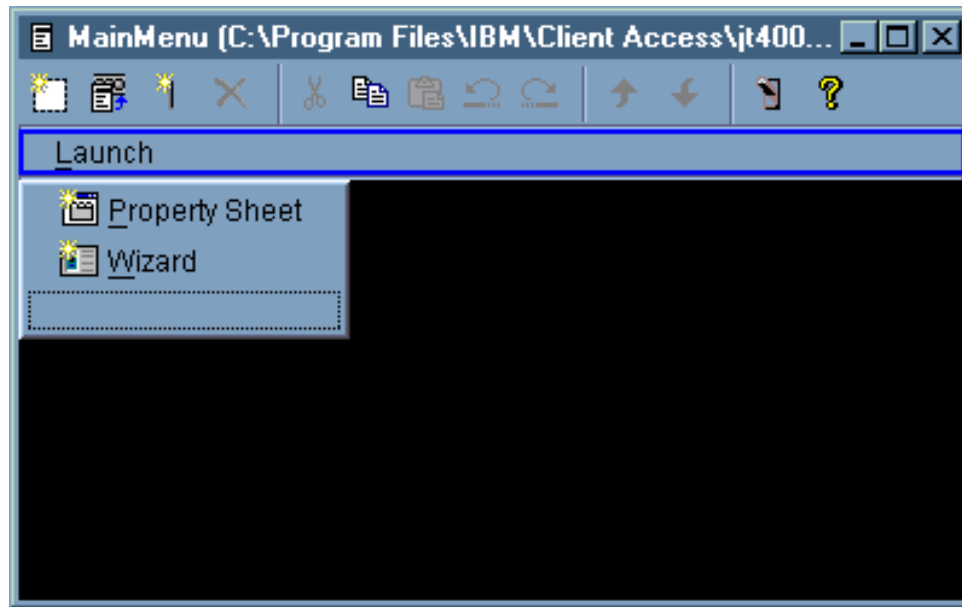 MainMenu (C:\Program Files\IBM\Client Access\jt400...
Launch
Property Sheet
Wizard